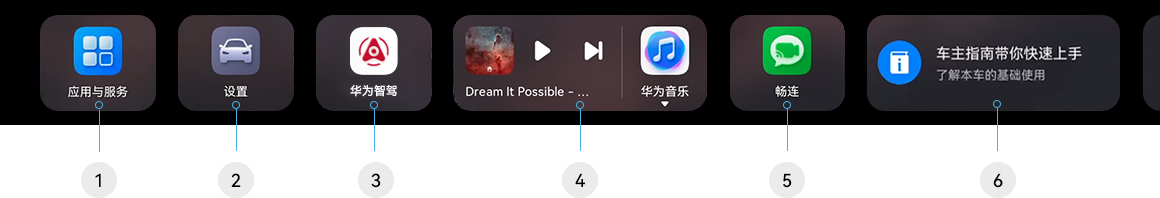 应用与服务
设置
华为智驾
Dream It Possible - ...
华为音乐
畅连
车主指南带你快速上手
了解本车的基础使用
1
2
3
4
5
6